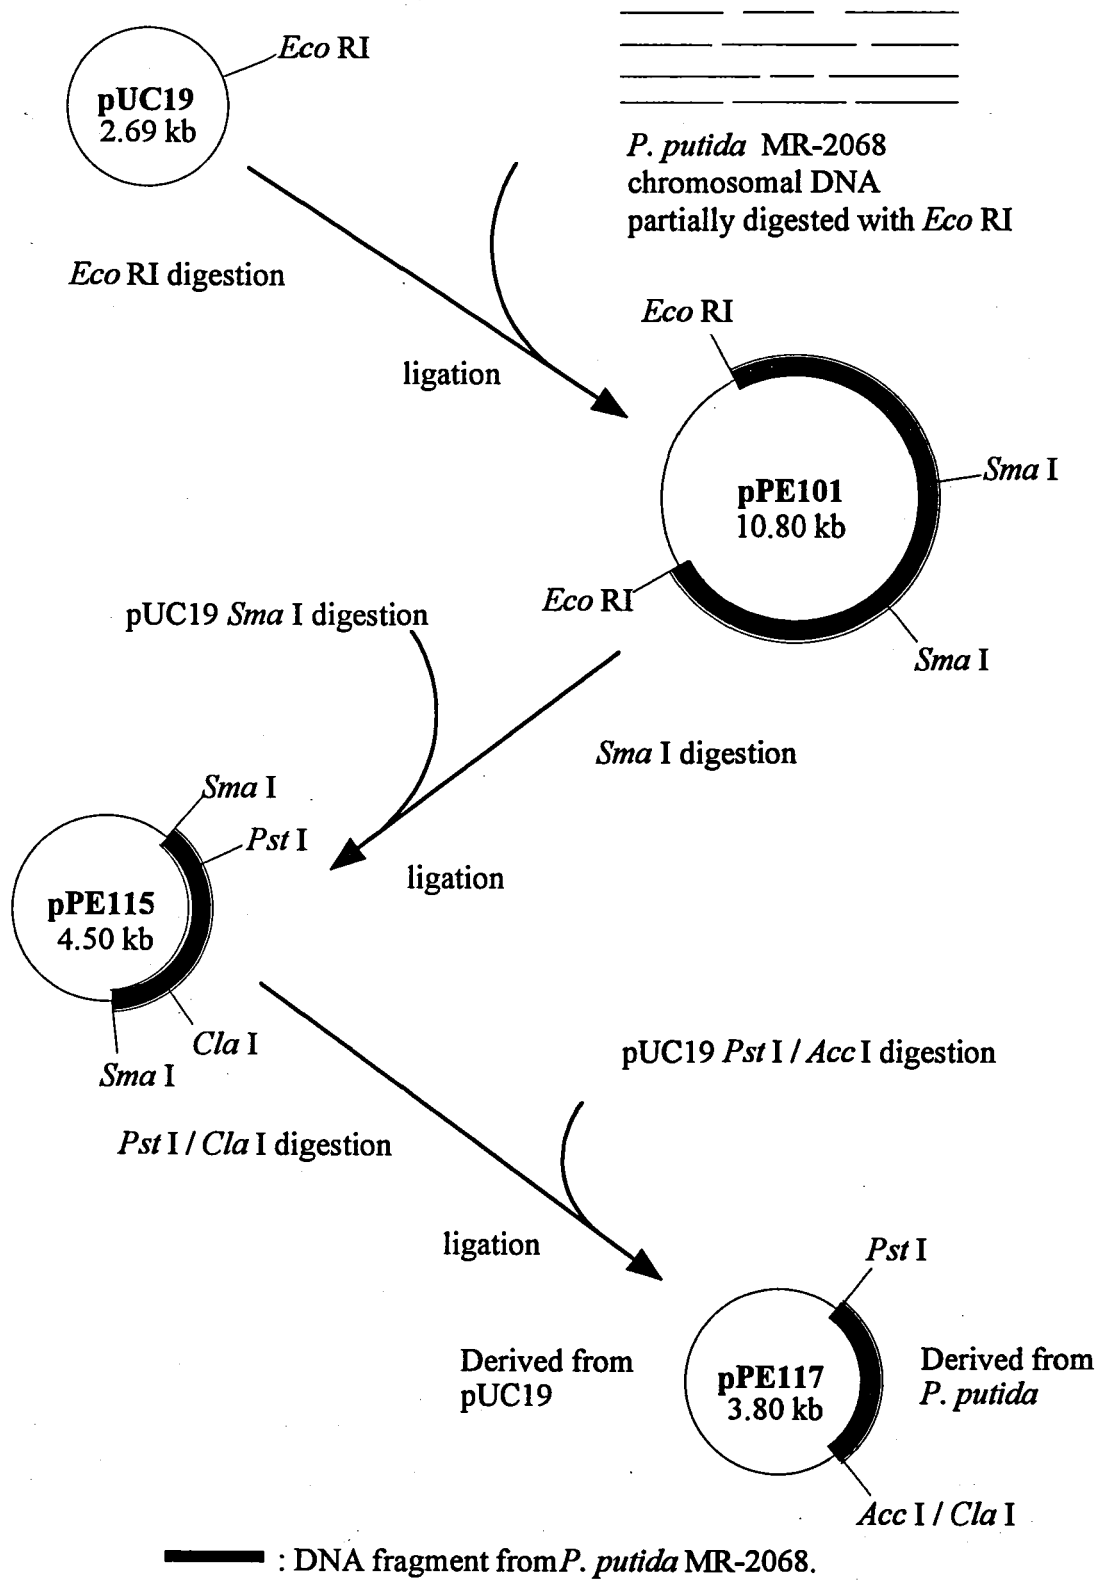 Eco RI
pUC19
2.69 kb
P. putida MR-2068
chromosomal DNA
partially digested with Eco RI
Eco RI digestion
ligation
Eco RI
Sma I
pPE101
10.80 kb
Eco RI
Sma I
pUC19 Sma I digestion
Sma I digestion
ligation
Sma I
Pst I
pPE115
4.50 kb
Cla I
Sma I
pUC19 Pst I / Acc I digestion
Pst I / Cla I digestion
ligation
Pst I
Derived from
pUC19
pPE117
3.80 kb
Derived from
P. putida
Acc I / Cla I
: DNA fragment from P. putida MR-2068.